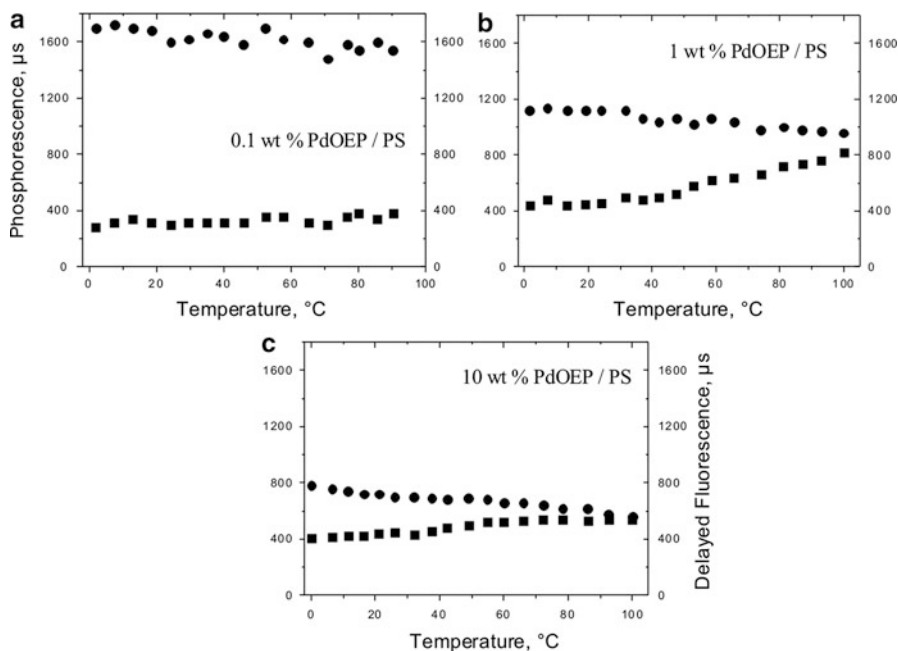 a
Phosphorescence, µs
1600
1200
800
400
0
1600
1200
800
400
0
0.1 wt % PdOEP / PS
0 20 40 60 80 100
Temperature, °C
b
1600
1200
800
400
0
1600
1200
800
400
0
1 wt % PdOEP / PS
0 20 40 60 80 100
Temperature, °C
c
1600
1200
800
400
0
1600
1200
800
400
0
10 wt % PdOEP / PS
Delayed Fluorescence, µs
0 20 40 60 80 100
Temperature, °C